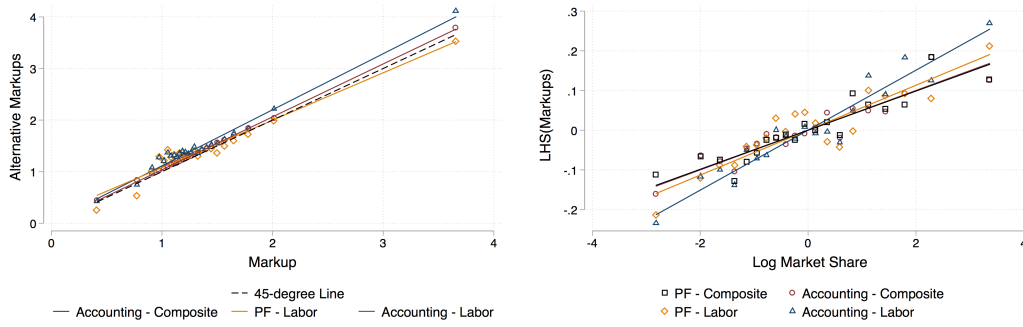 Alternative Markups
4
3
2
1
0
0 1 2 3 4
Markup
45-degree Line
Accounting - Composite PF - Labor Accounting - Labor
LHS(Markups)
.3
.2
.1
0
-.1
-.2
-4 -2 0 2 4
Log Market Share
PF - Composite Accounting - Composite
PF - Labor Accounting - Labor